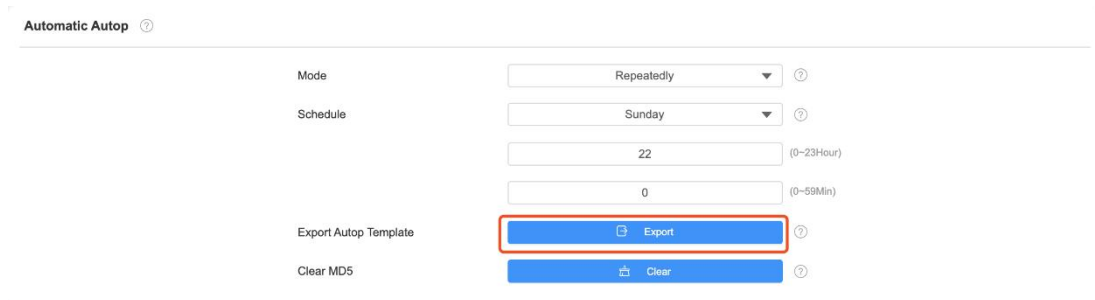 Automatic Autop ?
Mode Repeatedly ?
Schedule Sunday ?
22 (0~23Hour)
0 (0~59Min)
Export Autop Template Export ?
Clear MD5 Clear ?